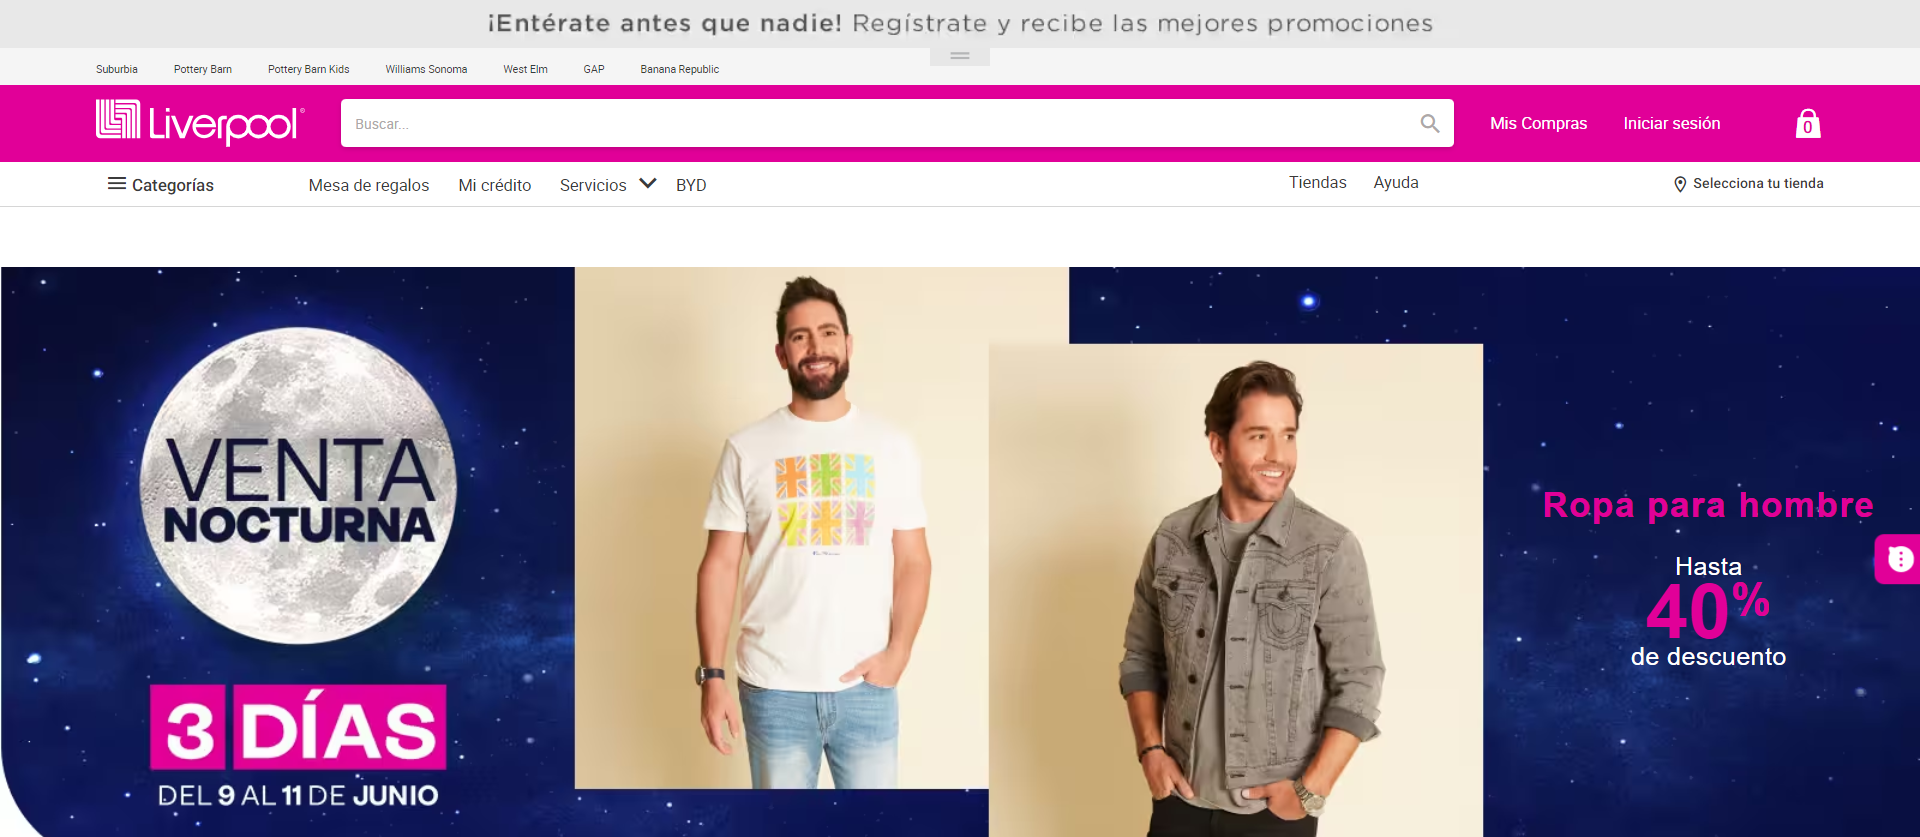 ¡Entérate antes que nadie! Regístrate y recibe las mejores promociones
Suburbia Pottery Barn Pottery Barn Kids Williams Sonoma West Elm GAP Banana Republic
Liverpool
Buscar...
Mis Compras Iniciar sesión 0
Categorías Mesa de regalos Mi crédito Servicios BYD Tiendas Ayuda Selecciona tu tienda
VENTA
NOCTURNA
3 DÍAS
DEL 9 AL 11 DE JUNIO
Ropa para hombre
Hasta
40%
de descuento